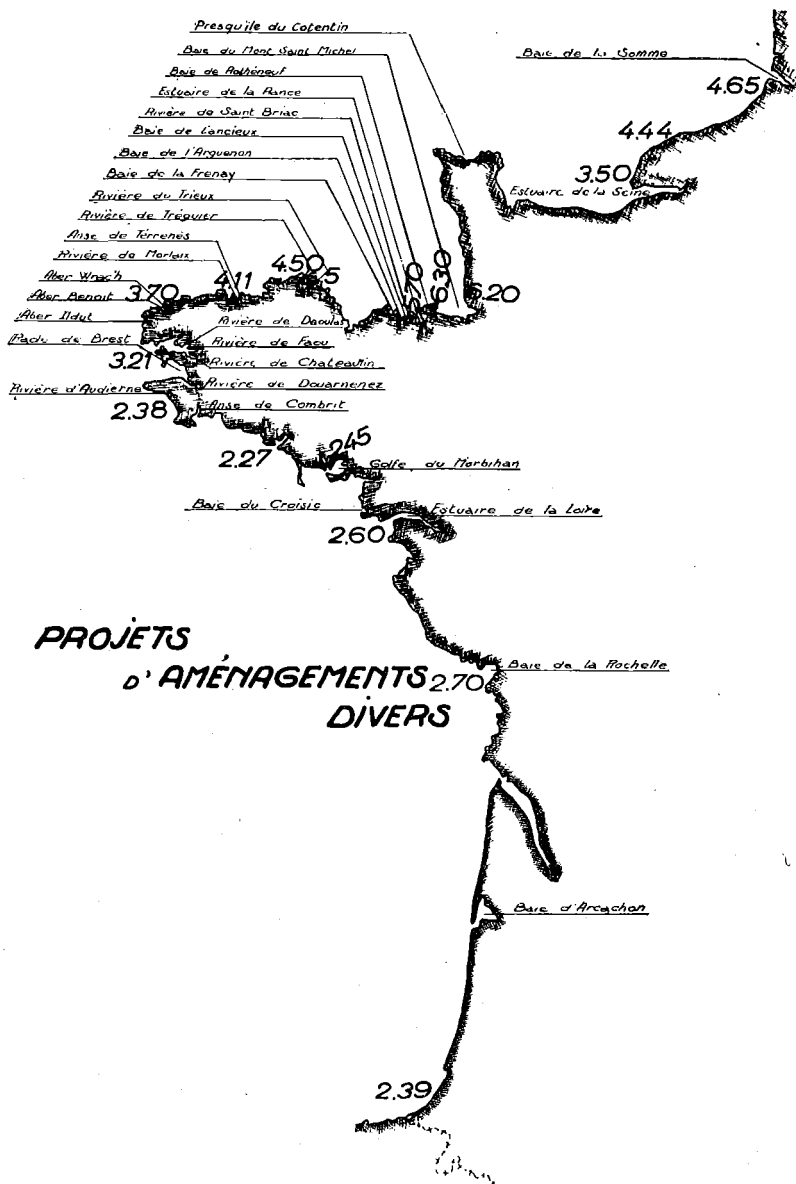 Presquîle du Cotentin
Baie du Mont Saint Michel
Baie de la Somme
Baie de Rothéneuf
4.65
Estuaire de la Rance
Rivière de Saint Briac
Baie de Lancieux
4.44
Baie de l'Arguenon
Baie de la Frenay
3.50
Estuaire de la Seine
Rivière du Trieux
Rivière de Tréguier
Anse de Terrenès
Rivière de Morlaix
Aber Wrac'h
Aber Benoit
3.70
4.11
4.50
5.70
6.30
6.20
Aber Ildut
Rade de Brest
Rivière de Daoulas
Rivière de Faou
3.21
Rivière de Chateaulin
Rivière d'Audierne
Rivière de Douarnenez
2.38
Anse de Combrit
2.27
2.45
Golfe du Morbihan
Baie du Croisic
Estuaire de la Loire
2.60
PROJETS
D'AMÉNAGEMENTS
DIVERS
Baie de la Rochelle
2.70
Baie d'Arcachon
2.39